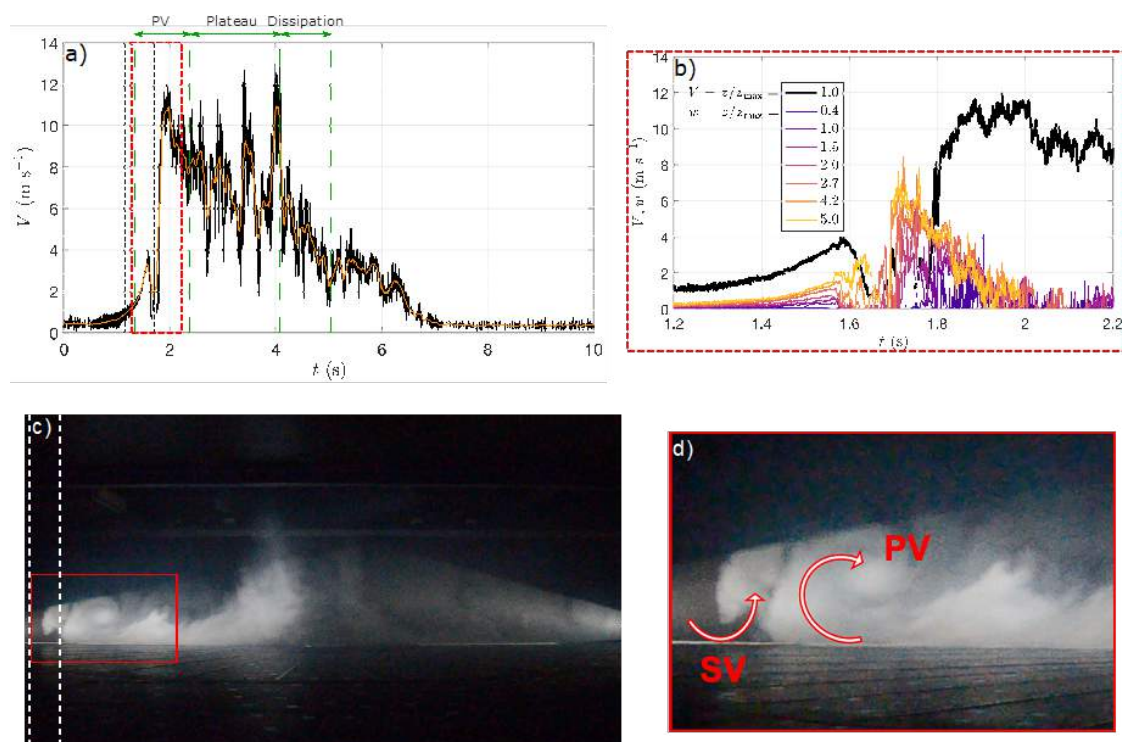 PV Plateau Dissipation
a)
14
12
10
8
6
4
2
0
V (m s⁻¹)
0 2 4 6 8 10
t (s)
b)
14
12
10
8
6
4
2
0
V, w (m s⁻¹)
V − z/zmax − 1.0
w − z/zmax − 0.4
1.0
1.5
2.0
2.7
4.2
5.0
1.2 1.4 1.6 1.8 2 2.2
t (s)
c)
d)
PV
SV